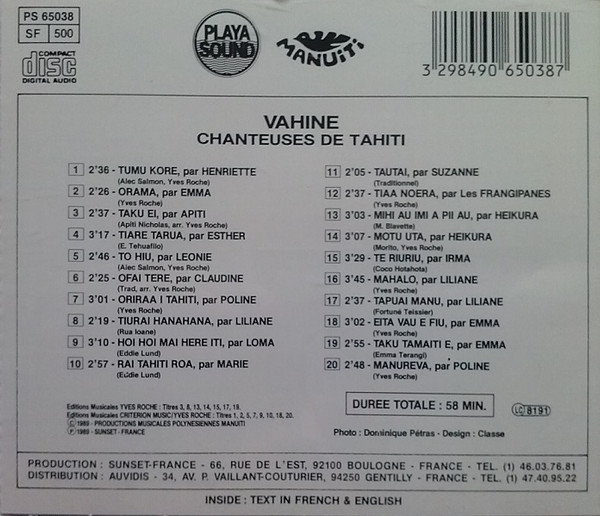 PS 65038
SF 500
COMPACT
disc
DIGITAL AUDIO
PLAYA
SOUND
MANUiTi
3 298490 650387
VAHINE
CHANTEUSES DE TAHITI
1 2'36 - TUMU KORE, par HENRIETTE
(Alec Salmon, Yves Roche)
2 2'26 - ORAMA, par EMMA
(Yves Roche)
3 2'37 - TAKU EI, par APITI
(Apiti Nicholas, arr. Yves Roche)
4 3'17 - TIARE TARUA, par ESTHER
(E. Tehuafilo)
5 2'46 - TO HIU, par LEONIE
(Alec Salmon, Yves Roche)
6 2'25 - OFAI TERE, par CLAUDINE
(Trad, arr. Yves Roche)
7 3'01 - ORIRAA I TAHITI, par POLINE
(Yves Roche)
8 2'19 - TIURAI HANAHANA, par LILIANE
(Rua Ioane)
9 3'10 - HOI HOI MAI HERE ITI, par LOMA
(Eddie Lund)
10 2'57 - RAI TAHITI ROA, par MARIE
(Eddie Lund)
11 2'05 - TAUTAI, par SUZANNE
(Traditionnel)
12 2'37 - TIAA NOERA, par Les FRANGIPANES
(Yves Roche)
13 3'03 - MIHI AU IMI A PII AU, par HEIKURA
(M. Blavette)
14 3'07 - MOTU UTA, par HEIKURA
(Morito, Yves Roche)
15 3'29 - TE RIURIU, par IRMA
(Coco Hotahota)
16 3'45 - MAHALO, par LILIANE
(Yves Roche)
17 2'37 - TAPUAI MANU, par LILIANE
(Fortuné Teissier)
18 3'02 - EITA VAU E FIU, par EMMA
(Yves Roche)
19 2'55 - TAKU TAMAITI E, par EMMA
(Emma Terangi)
20 2'48 - MANUREVA, par POLINE
(Yves Roche)
DUREE TOTALE : 58 MIN.
LC 8191
Editions Musicales YVES ROCHE : Titres 3, 8, 13, 14, 15, 17, 19.
Editions Musicales CRITERION MUSIC/YVES ROCHE : Titres 1, 2, 5, 7, 9, 10, 18, 20.
© 1989 - PRODUCTIONS MUSICALES POLYNESIENNES MANUITI
℗ 1989 - SUNSET - FRANCE
Photo : Dominique Pétras - Design : Classe
PRODUCTION : SUNSET-FRANCE - 66, RUE DE L'EST, 92100 BOULOGNE - FRANCE - TEL. (1) 46.03.76.81
DISTRIBUTION : AUVIDIS - 34, AV. P. VAILLANT-COUTURIER, 94250 GENTILLY - FRANCE - TEL. (1) 47.40.95.22
INSIDE : TEXT IN FRENCH & ENGLISH